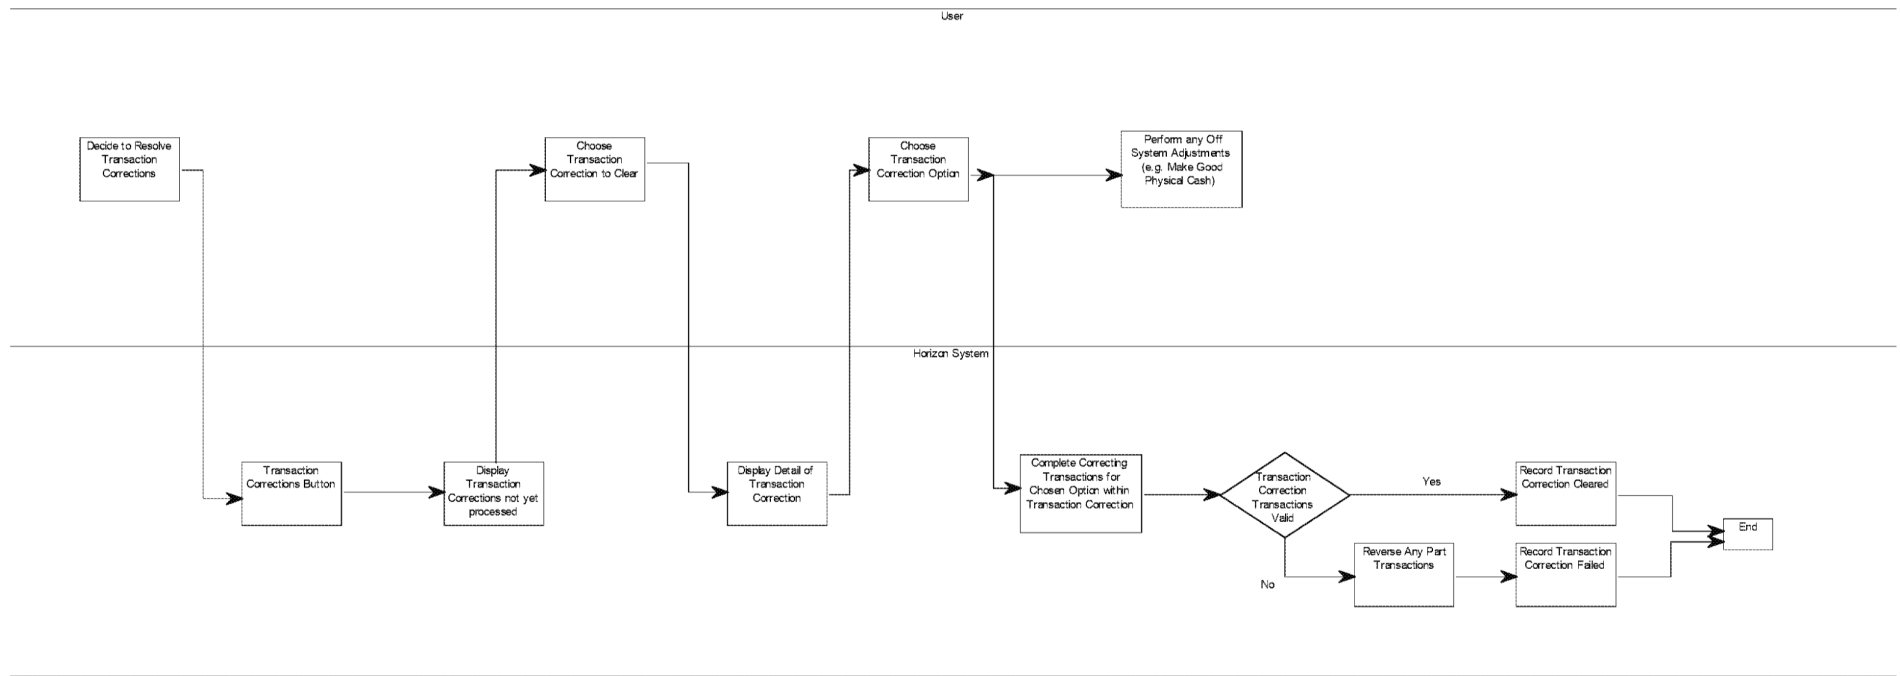 User
Decide to Resolve
Transaction
Corrections
Choose
Transaction
Correction to Clear
Choose
Transaction
Correction Option
Perform any Off
System Adjustments
(e.g. Make Good
Physical Cash)
Horizon System
Transaction
Corrections Button
Display
Transaction
Corrections not yet
processed
Display Detail of
Transaction
Correction
Complete Correcting
Transactions for
Chosen Option within
Transaction Correction
Transaction
Correction
Transactions
Valid
Yes
Record Transaction
Correction Cleared
End
No
Reverse Any Part
Transactions
Record Transaction
Correction Failed